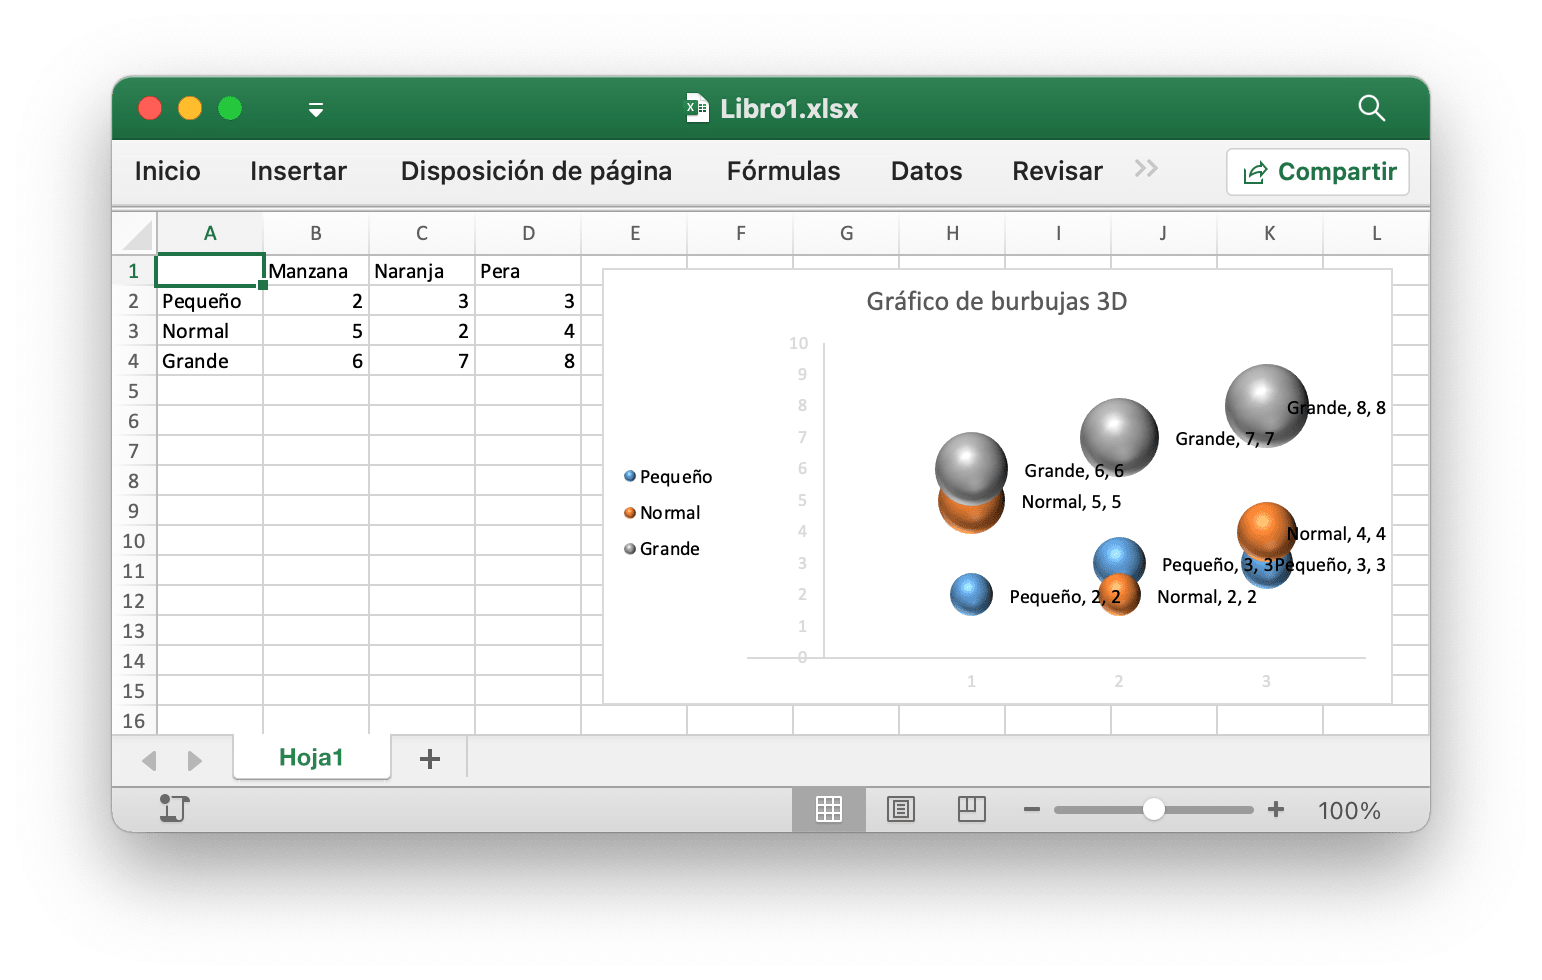 Libro1.xlsx
Inicio Insertar Disposición de página Fórmulas Datos Revisar Compartir
A B C D E F G H I J K L
1 Manzana Naranja Pera
2 Pequeño 2 3 3
3 Normal 5 2 4
4 Grande 6 7 8
5
6
7
8
9
10
11
12
13
14
15
16
Gráfico de burbujas 3D
10
9
8
7
6
5
4
3
2
1
0
1 2 3
Pequeño
Normal
Grande
Grande, 8, 8
Grande, 7, 7
Grande, 6, 6
Normal, 5, 5
Normal, 4, 4
Pequeño, 3, 3
Pequeño, 3, 3
Pequeño, 2, 2
Normal, 2, 2
Hoja1
100%